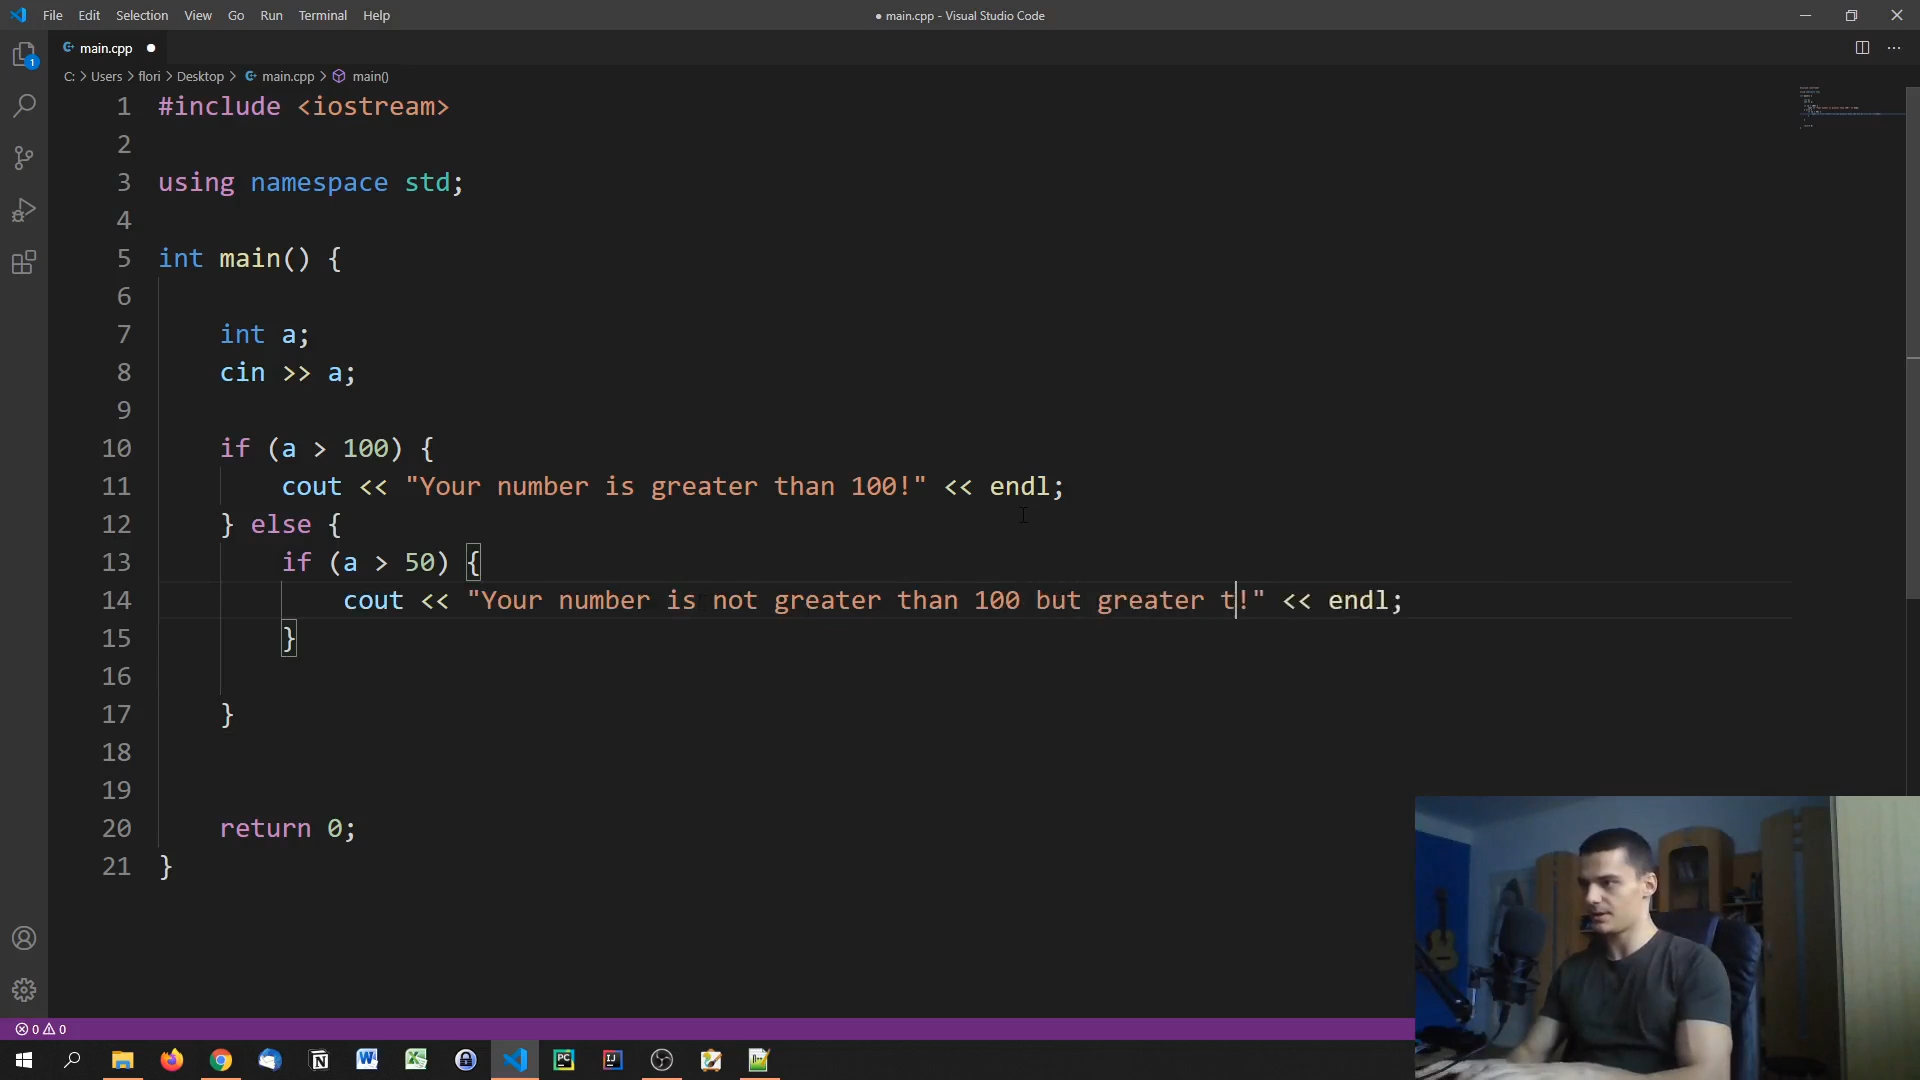 File Edit Selection View Go Run Terminal Help
● main.cpp - Visual Studio Code
main.cpp
C: > Users > flori > Desktop > main.cpp > main()
1 #include <iostream>
2
3 using namespace std;
4
5 int main() {
6
7 int a;
8 cin >> a;
9
10 if (a > 100) {
11 cout << "Your number is greater than 100!" << endl;
12 } else {
13 if (a > 50) {
14 cout << "Your number is not greater than 100 but greater t!" << endl;
15 }
16
17 }
18
19
20 return 0;
21 }
1
0 0
N W X PC IJ